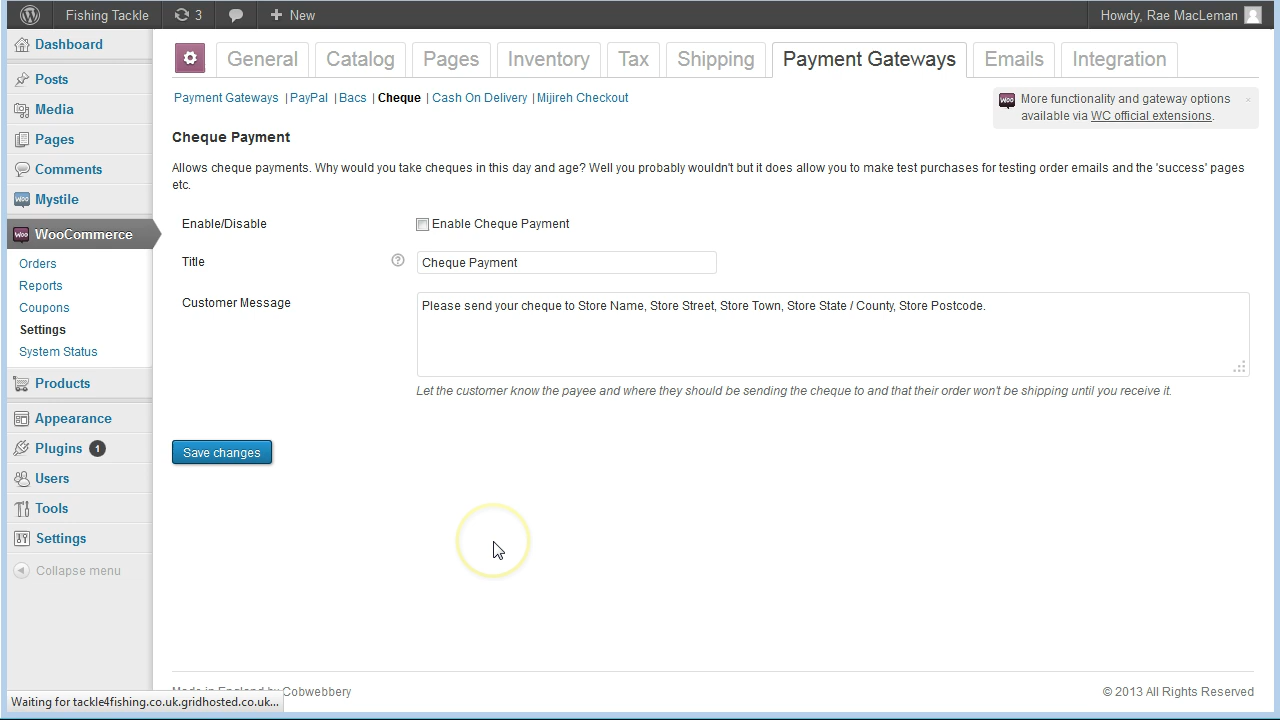 Fishing Tackle 3 New Howdy, Rae MacLeman
Dashboard
Posts
Media
Pages
Comments
Mystile
WooCommerce
Orders
Reports
Coupons
Settings
System Status
Products
Appearance
Plugins 1
Users
Tools
Settings
Collapse menu
General Catalog Pages Inventory Tax Shipping Payment Gateways Emails Integration
Payment Gateways | PayPal | Bacs | Cheque | Cash On Delivery | Mijireh Checkout
More functionality and gateway options
available via WC official extensions.
Cheque Payment
Allows cheque payments. Why would you take cheques in this day and age? Well you probably wouldn't but it does allow you to make test purchases for testing order emails and the 'success' pages
etc.
Enable/Disable Enable Cheque Payment
Title Cheque Payment
Customer Message Please send your cheque to Store Name, Store Street, Store Town, Store State / County, Store Postcode.
Let the customer know the payee and where they should be sending the cheque to and that their order won't be shipping until you receive it.
Save changes
Made in England by Cobwebbery © 2013 All Rights Reserved
Waiting for tackle4fishing.co.uk.gridhosted.co.uk...